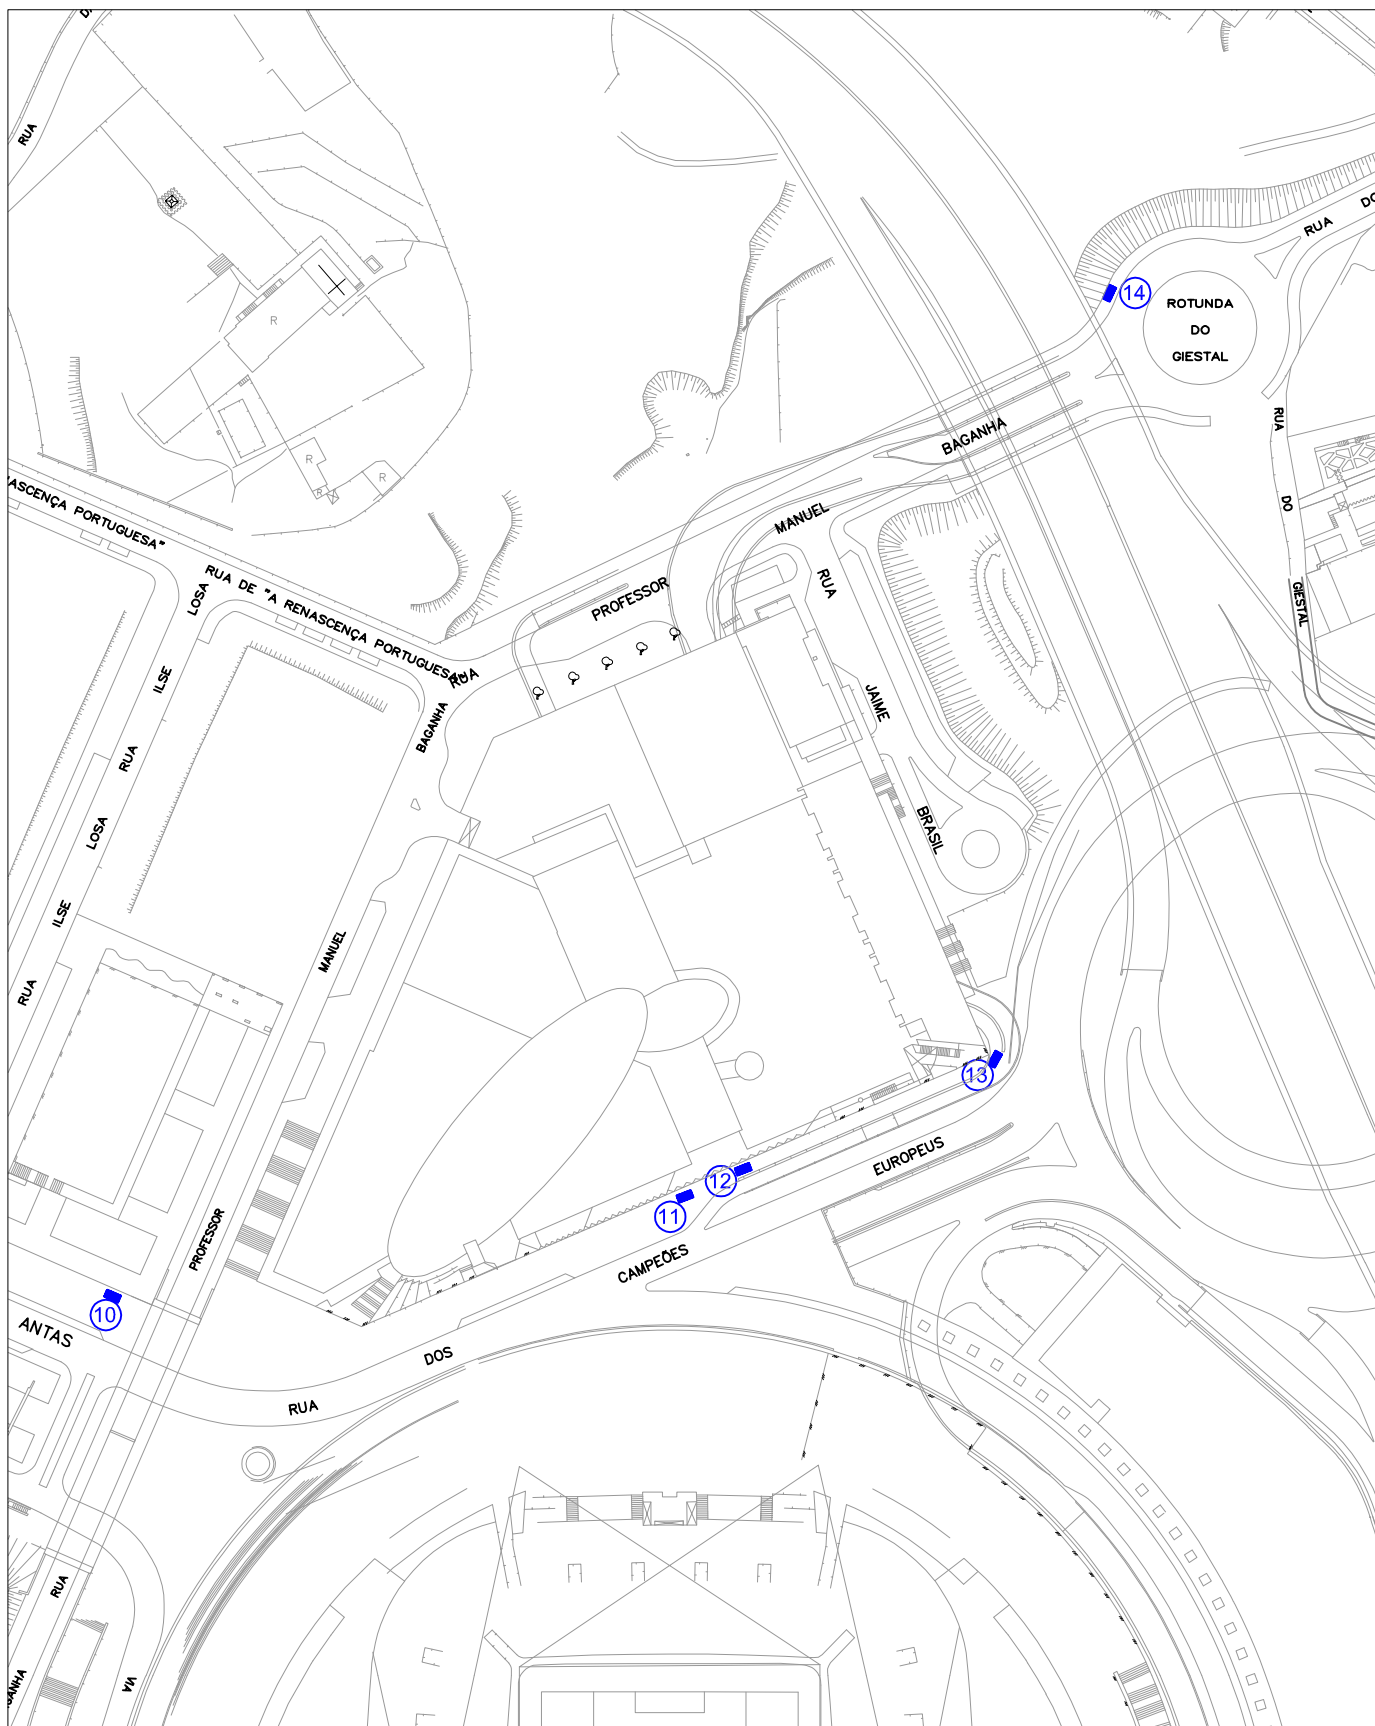 RUA
RUA
DO
14
ROTUNDA
DO
GIESTAL
R
BAGANHA
RUA
R
R
R
DO
MANUEL
RUA DE "A RENASCENÇA PORTUGUESA"
PORTUGUESA"
LOSA
PROFESSOR
RUA
GIESTAL
ILSE
RUA
JAIME
BAGANHA
RUA
BRASIL
LOSA
ILSE
MANUEL
RUA
13
EUROPEUS
12
11
PROFESSOR
CAMPEÕES
10
ANTAS
DOS
RUA
RUA
VIA